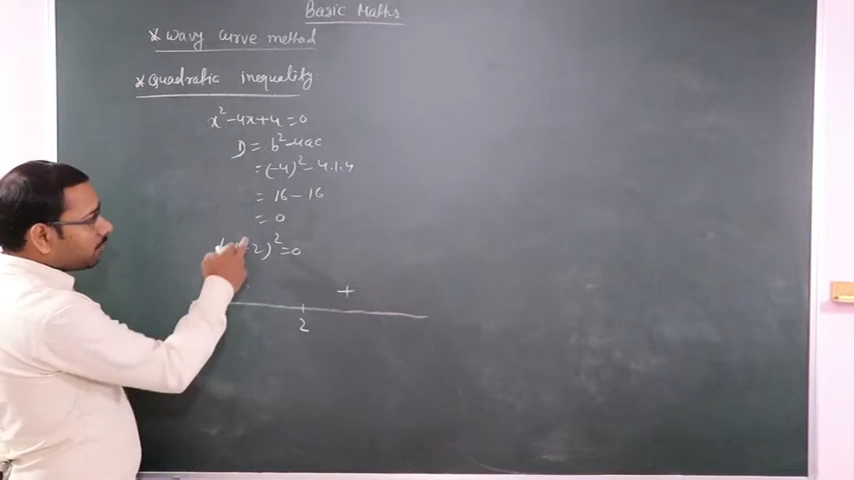 Basic Maths
* Wavy Curve method
* Quadratic inequality:
x² - 4x + 4 = 0
D = b² - 4ac
= (-4)² - 4.1.4
= 16 - 16
= 0
-2)² = 0
+
2